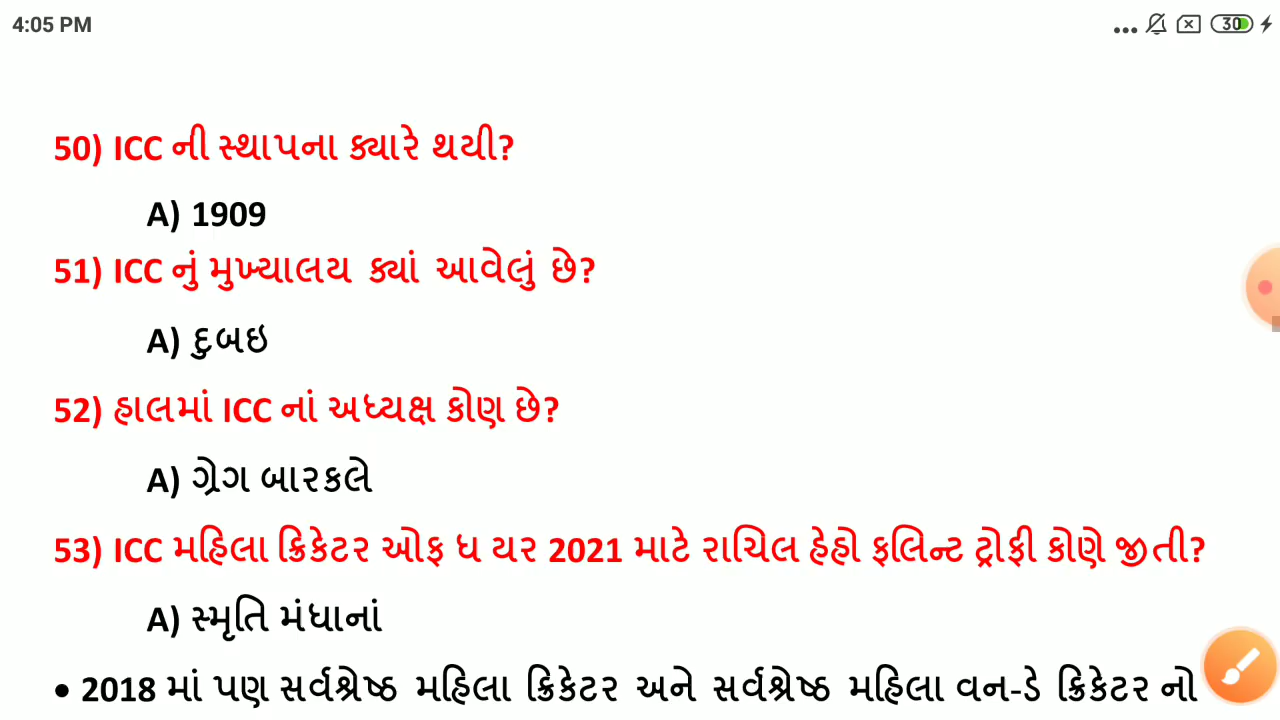 4:05 PM
30
50) ICC ની સ્થાપના ક્યારે થયી?
A) 1909
51) ICC નું મુખ્યાલય ક્યાં આવેલું છે?
A) દુબઇ
52) હાલમાં ICC નાં અધ્યક્ષ કોણ છે?
A) ગ્રેગ બારકલે
53) ICC મહિલા ક્રિકેટર ઓફ ધ યર 2021 માટે રાચિલ હેહો ફલિન્ટ ટ્રોફી કોણે જીતી?
A) સ્મૃતિ મંધાનાં
• 2018 માં પણ સર્વશ્રેષ્ઠ મહિલા ક્રિકેટર અને સર્વશ્રેષ્ઠ મહિલા વન-ડે ક્રિકેટર નો